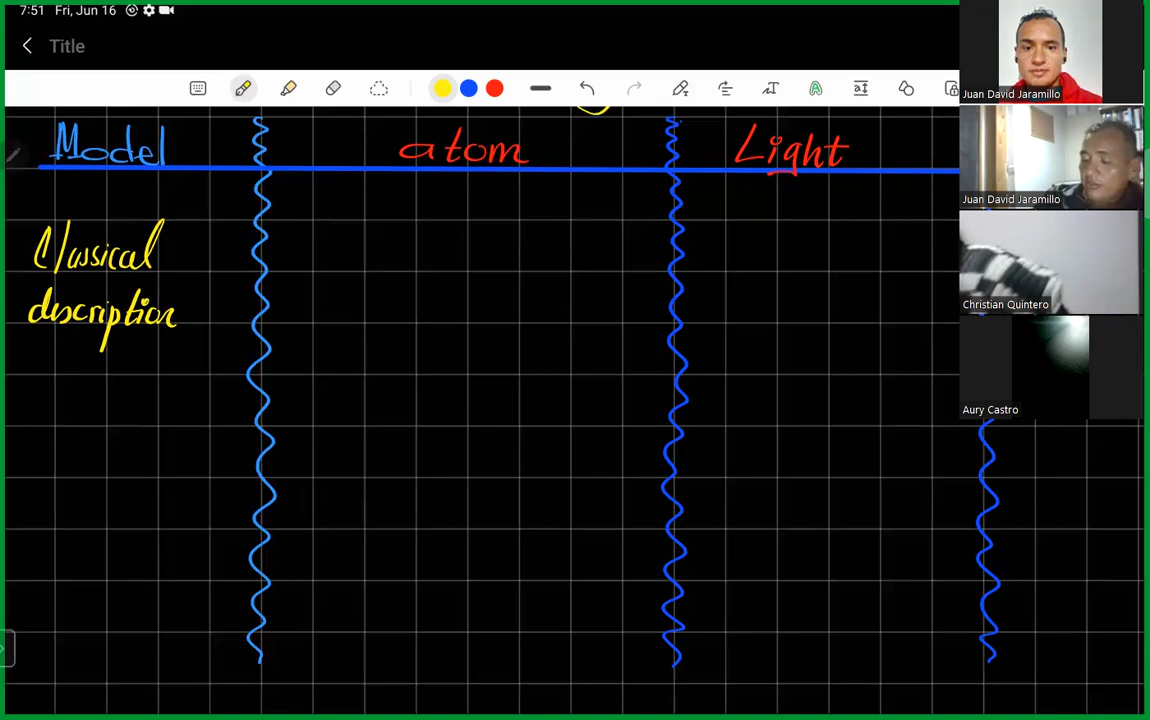 7:51 Fri, Jun 16
Title
Model atom Light
Classical
description
Juan David Jaramillo
Juan David Jaramillo
Christian Quintero
Aury Castro